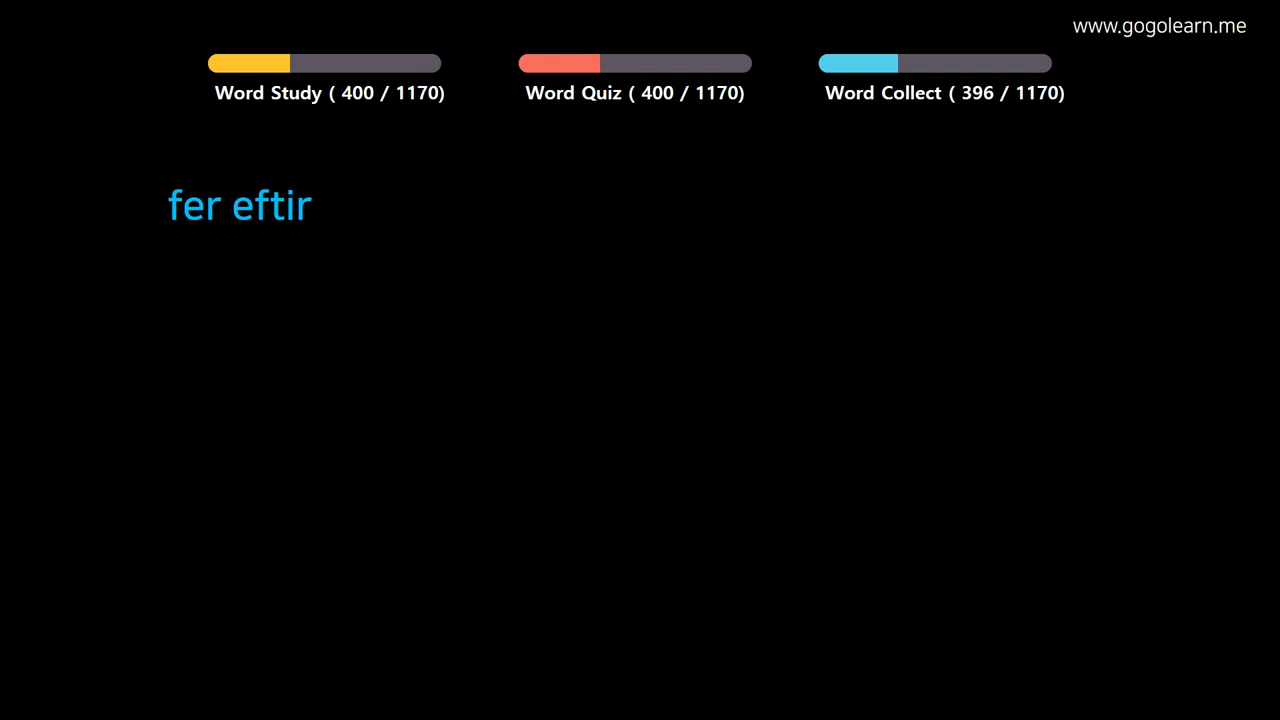 www.gogolearn.me
Word Study ( 400 / 1170)
Word Quiz ( 400 / 1170)
Word Collect ( 396 / 1170)
fer eftir